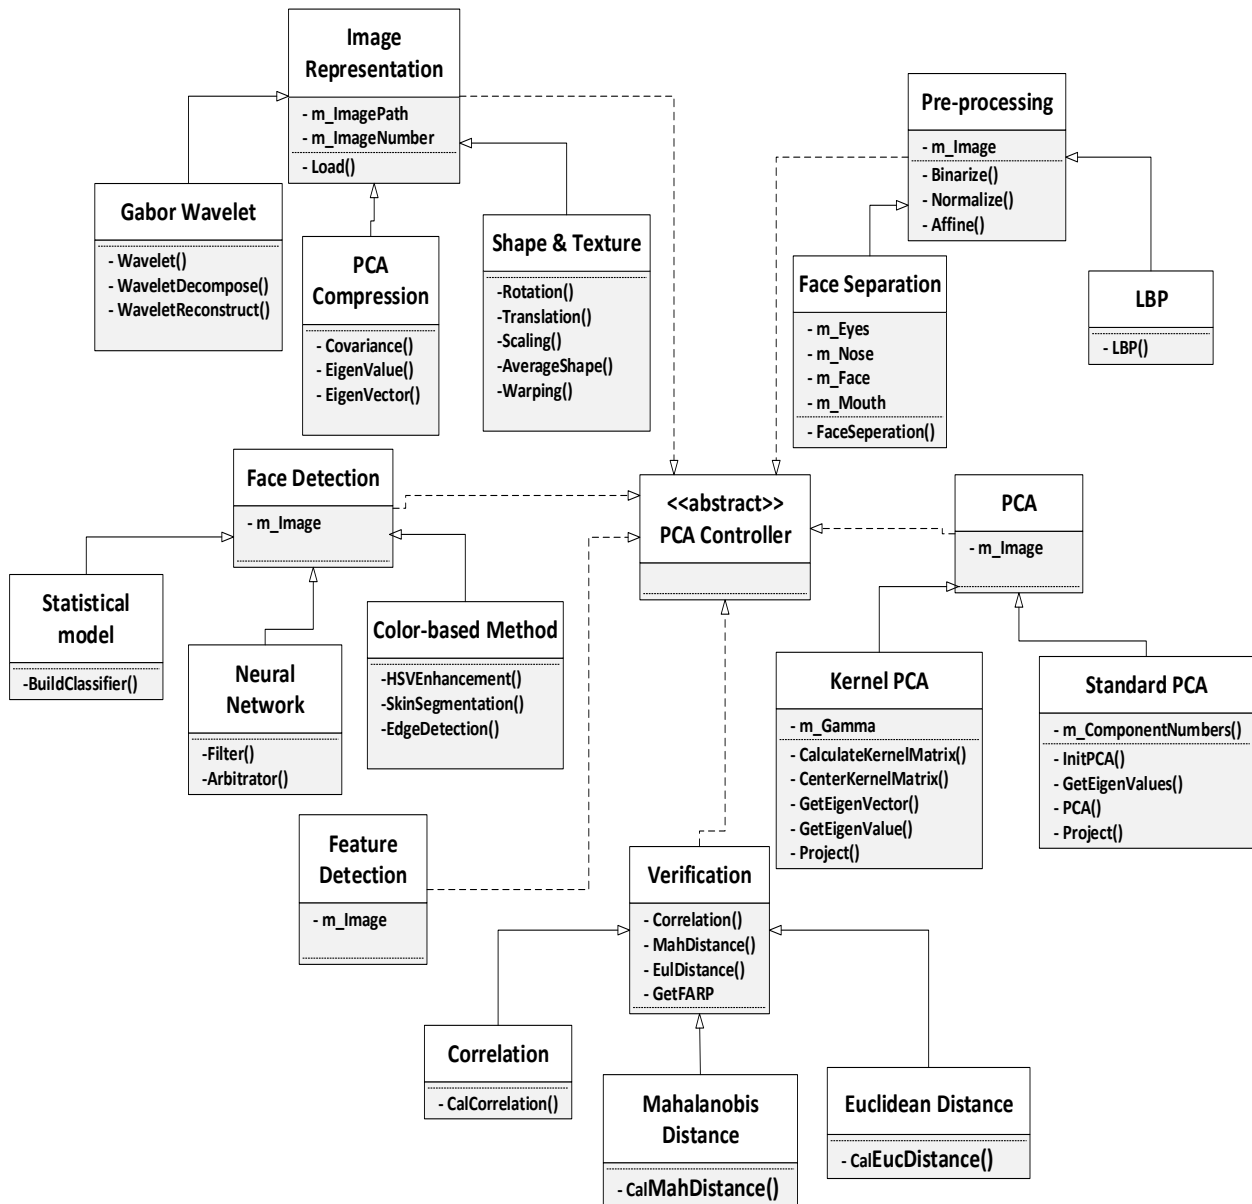 Image
Representation
- m_ImagePath
- m_ImageNumber
- Load()
Pre-processing
- m_Image
- Binarize()
- Normalize()
- Affine()
Gabor Wavelet
- Wavelet()
- WaveletDecompose()
- WaveletReconstruct()
PCA
Compression
- Covariance()
- EigenValue()
- EigenVector()
Shape & Texture
-Rotation()
-Translation()
-Scaling()
-AverageShape()
-Warping()
Face Separation
- m_Eyes
- m_Nose
- m_Face
- m_Mouth
- FaceSeperation()
LBP
- LBP()
Face Detection
- m_Image
<<abstract>>
PCA Controller
PCA
- m_Image
Statistical
model
-BuildClassifier()
Neural
Network
-Filter()
-Arbitrator()
Color-based Method
-HSVEnhancement()
-SkinSegmentation()
-EdgeDetection()
Kernel PCA
- m_Gamma
- CalculateKernelMatrix()
- CenterKernelMatrix()
- GetEigenVector()
- GetEigenValue()
- Project()
Standard PCA
- m_ComponentNumbers()
- InitPCA()
- GetEigenValues()
- PCA()
- Project()
Feature
Detection
- m_Image
Verification
- Correlation()
- MahDistance()
- EulDistance()
- GetFARP
Correlation
- CalCorrelation()
Mahalanobis
Distance
- CalMahDistance()
Euclidean Distance
- CalEucDistance()